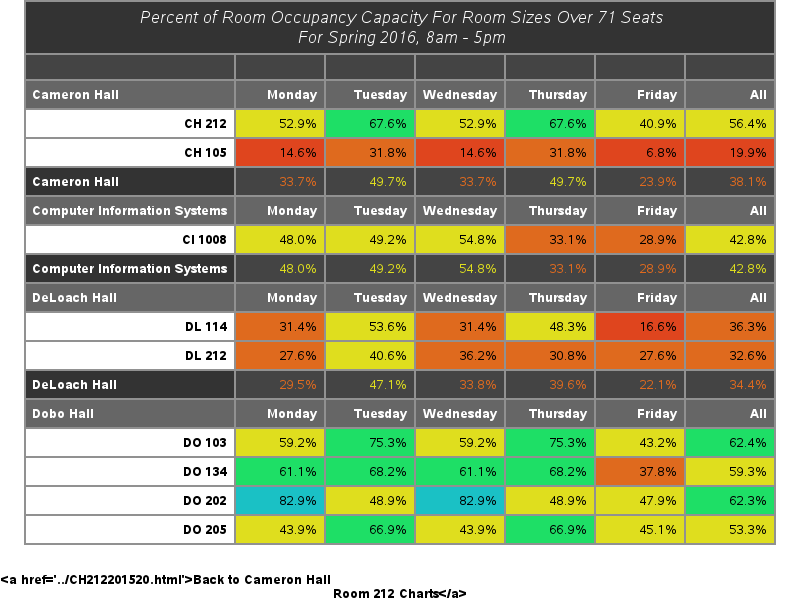 Percent of Room Occupancy Capacity For Room Sizes Over 71 Seats
For Spring 2016, 8am - 5pm
Cameron Hall Monday Tuesday Wednesday Thursday Friday All
CH 212 52.9% 67.6% 52.9% 67.6% 40.9% 56.4%
CH 105 14.6% 31.8% 14.6% 31.8% 6.8% 19.9%
Cameron Hall 33.7% 49.7% 33.7% 49.7% 23.9% 38.1%
Computer Information Systems Monday Tuesday Wednesday Thursday Friday All
CI 1008 48.0% 49.2% 54.8% 33.1% 28.9% 42.8%
Computer Information Systems 48.0% 49.2% 54.8% 33.1% 28.9% 42.8%
DeLoach Hall Monday Tuesday Wednesday Thursday Friday All
DL 114 31.4% 53.6% 31.4% 48.3% 16.6% 36.3%
DL 212 27.6% 40.6% 36.2% 30.8% 27.6% 32.6%
DeLoach Hall 29.5% 47.1% 33.8% 39.6% 22.1% 34.4%
Dobo Hall Monday Tuesday Wednesday Thursday Friday All
DO 103 59.2% 75.3% 59.2% 75.3% 43.2% 62.4%
DO 134 61.1% 68.2% 61.1% 68.2% 37.8% 59.3%
DO 202 82.9% 48.9% 82.9% 48.9% 47.9% 62.3%
DO 205 43.9% 66.9% 43.9% 66.9% 45.1% 53.3%
&lt;a href='../CH212201520.html'&gt;Back to Cameron Hall
Room 212 Charts&lt;/a&gt;